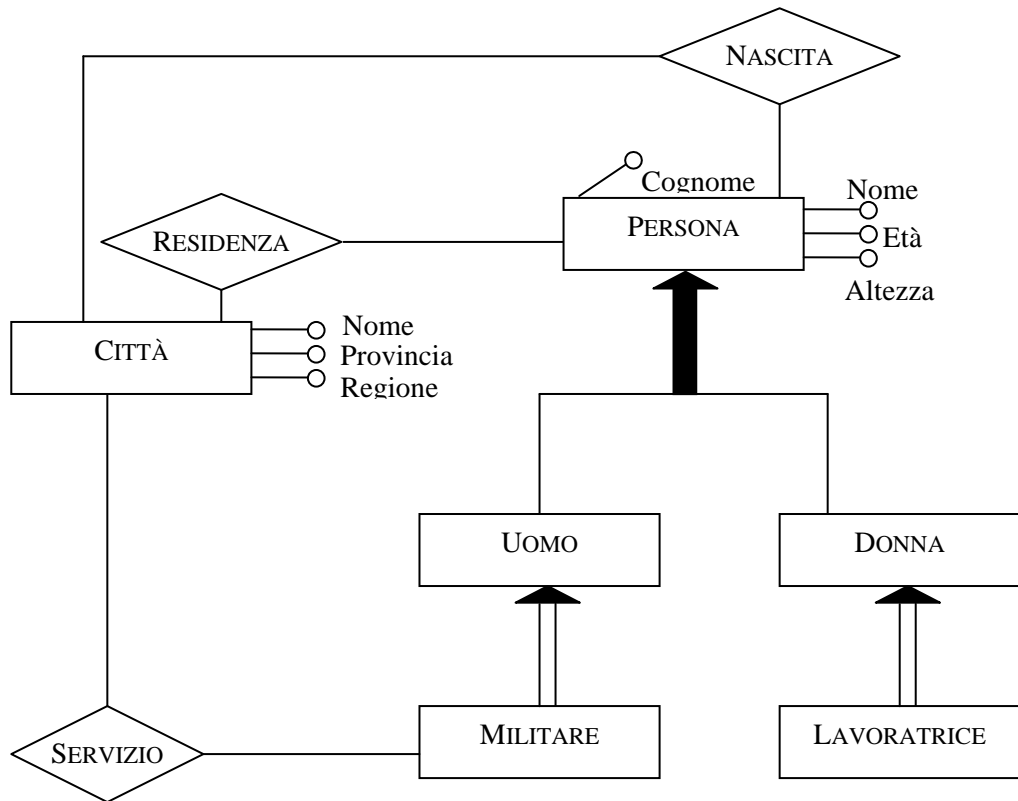 NASCITA
Cognome
Nome
PERSONA
Età
Altezza
RESIDENZA
Nome
CITTÀ
Provincia
Regione
UOMO
DONNA
MILITARE
LAVORATRICE
SERVIZIO